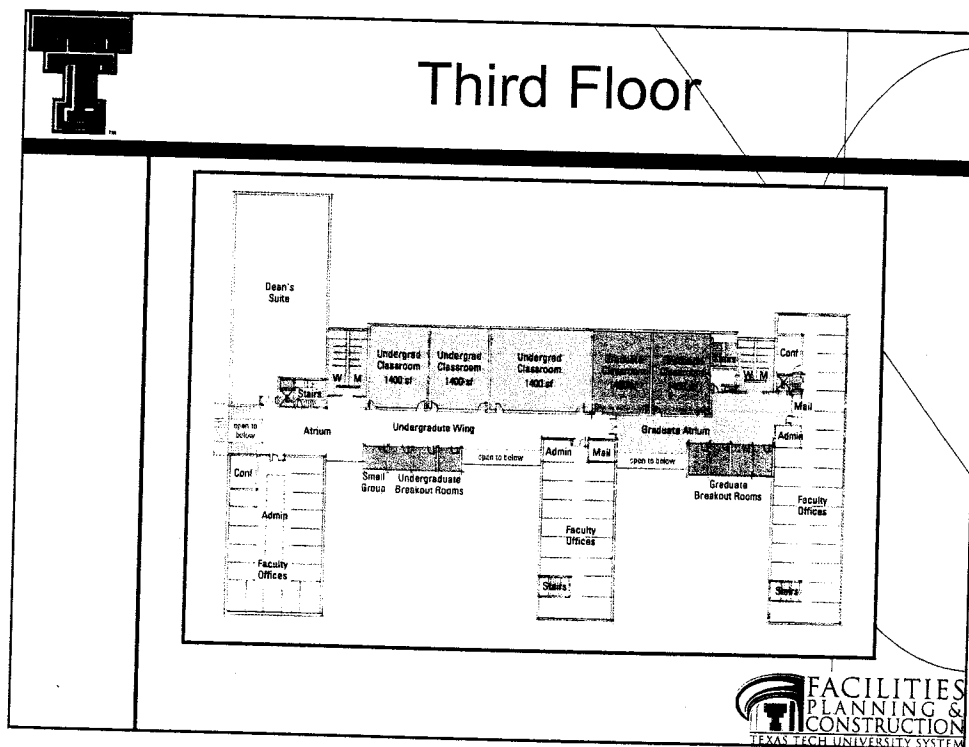 Third Floor
Dean's
Suite
Undergrad
Classroom
1400 sf
Undergrad
Classroom
1400 sf
Undergrad
Classroom
1400 sf
Stairs
Conf
W M
W M
Stairs
Mail
open to
below
Atrium
Undergradute Wing
Graduate Atrium
Admin
Admin
Mail
open to below
open to below
Conf
Small
Group
Undergraduate
Breakout Rooms
Graduate
Breakout Rooms
Admin
Faculty
Offices
Faculty
Offices
Faculty
Offices
Stairs
Stairs
FACILITIES
PLANNING &
CONSTRUCTION
TEXAS TECH UNIVERSITY SYSTEM